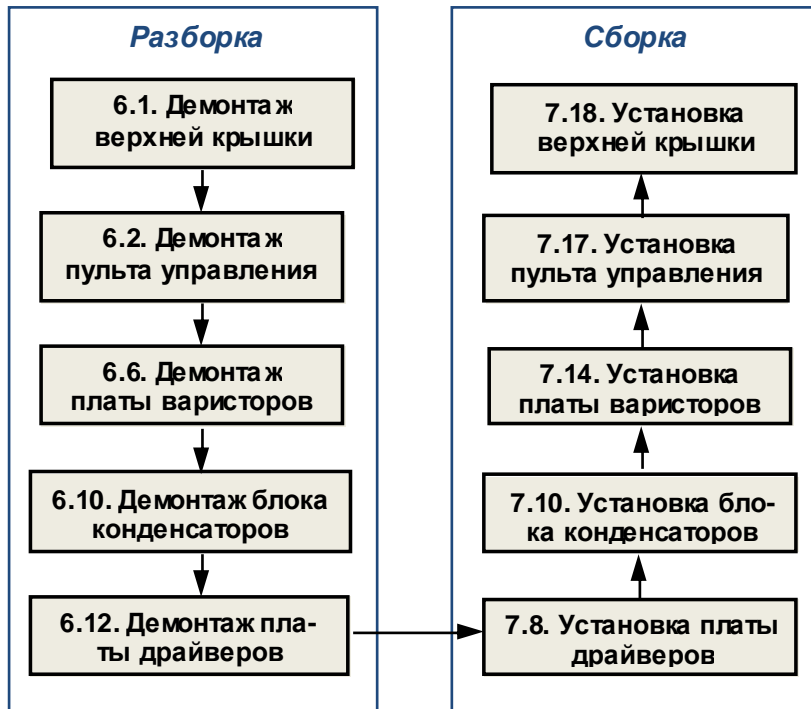 Разборка
6.1. Демонтаж
верхней крышки
6.2. Демонтаж
пульта управления
6.6. Демонтаж
платы варисторов
6.10. Демонтаж блока
конденсаторов
6.12. Демонтаж пла-
ты драйверов
Сборка
7.18. Установка
верхней крышки
7.17. Установка
пульта управления
7.14. Установка
платы варисторов
7.10. Установка бло-
ка конденсаторов
7.8. Установка платы
драйверов